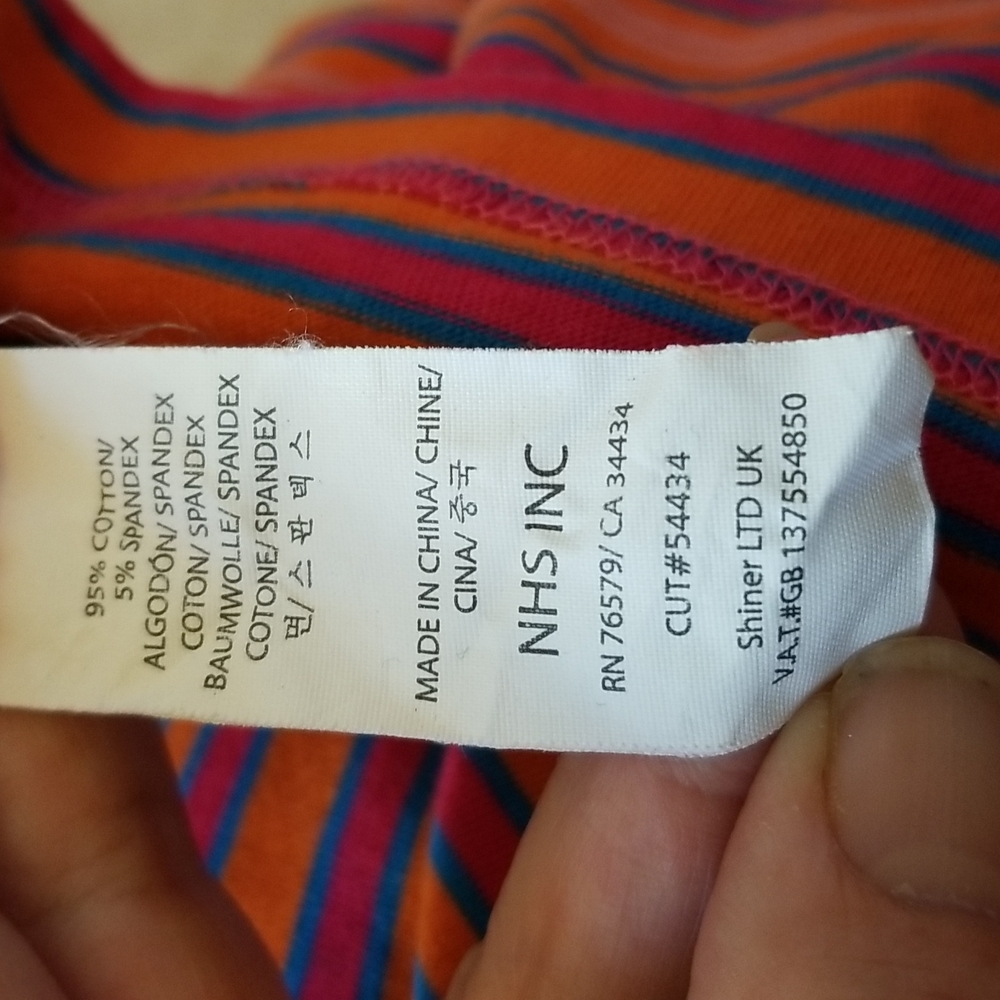 95% COTTON/
5% SPANDEX
ALGODÓN/ SPANDEX
COTON/ SPANDEX
BAUMWOLLE/ SPANDEX
COTONE/ SPANDEX
면/ 스 판 덱 스
MADE IN CHINA/ CHINE/
CINA/ 중국
NHS INC
RN 76579/ CA 34434
CUT#54434
Shiner LTD UK
V.A.T.#GB 137554850